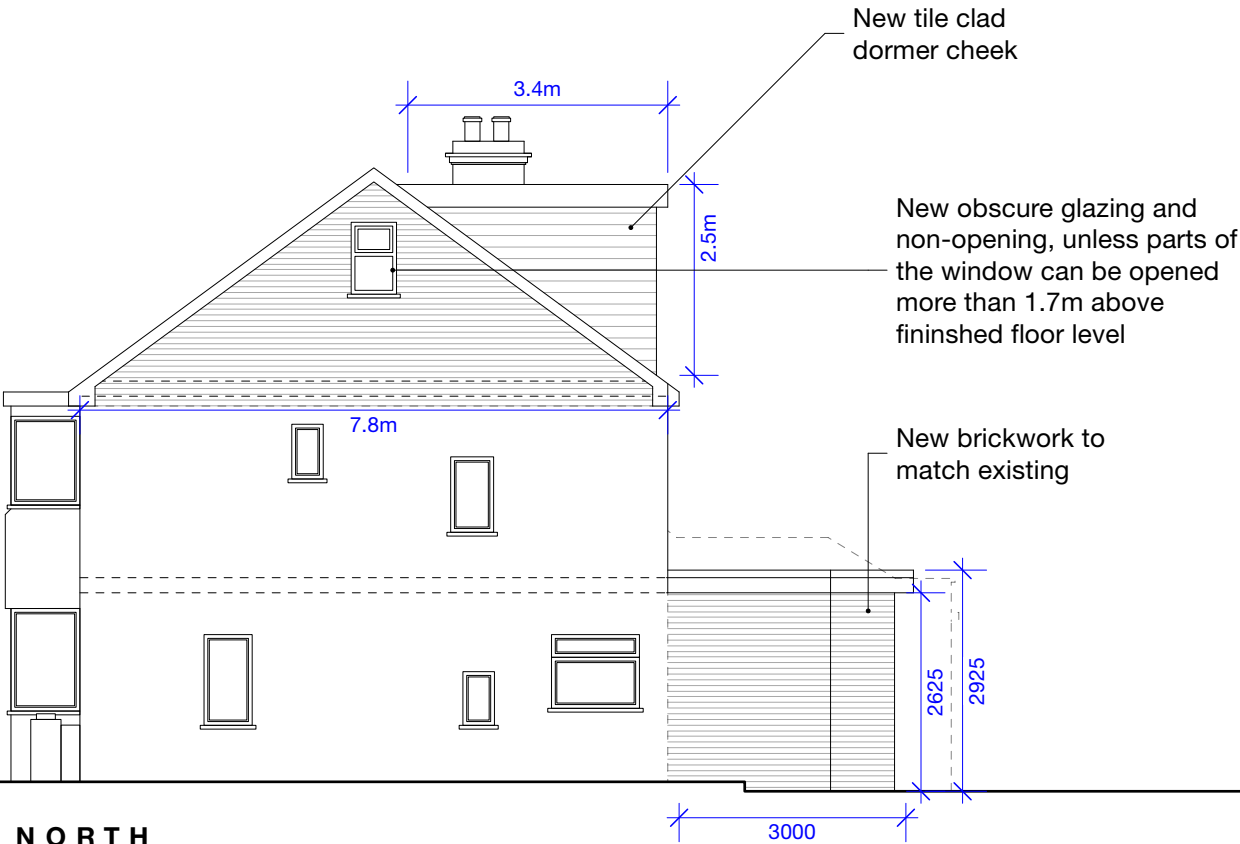 New tile clad
dormer cheek
3.4m
2.5m
New obscure glazing and
non-opening, unless parts of
the window can be opened
more than 1.7m above
fininshed floor level
7.8m
New brickwork to
match existing
2625
2925
3000
NORTH